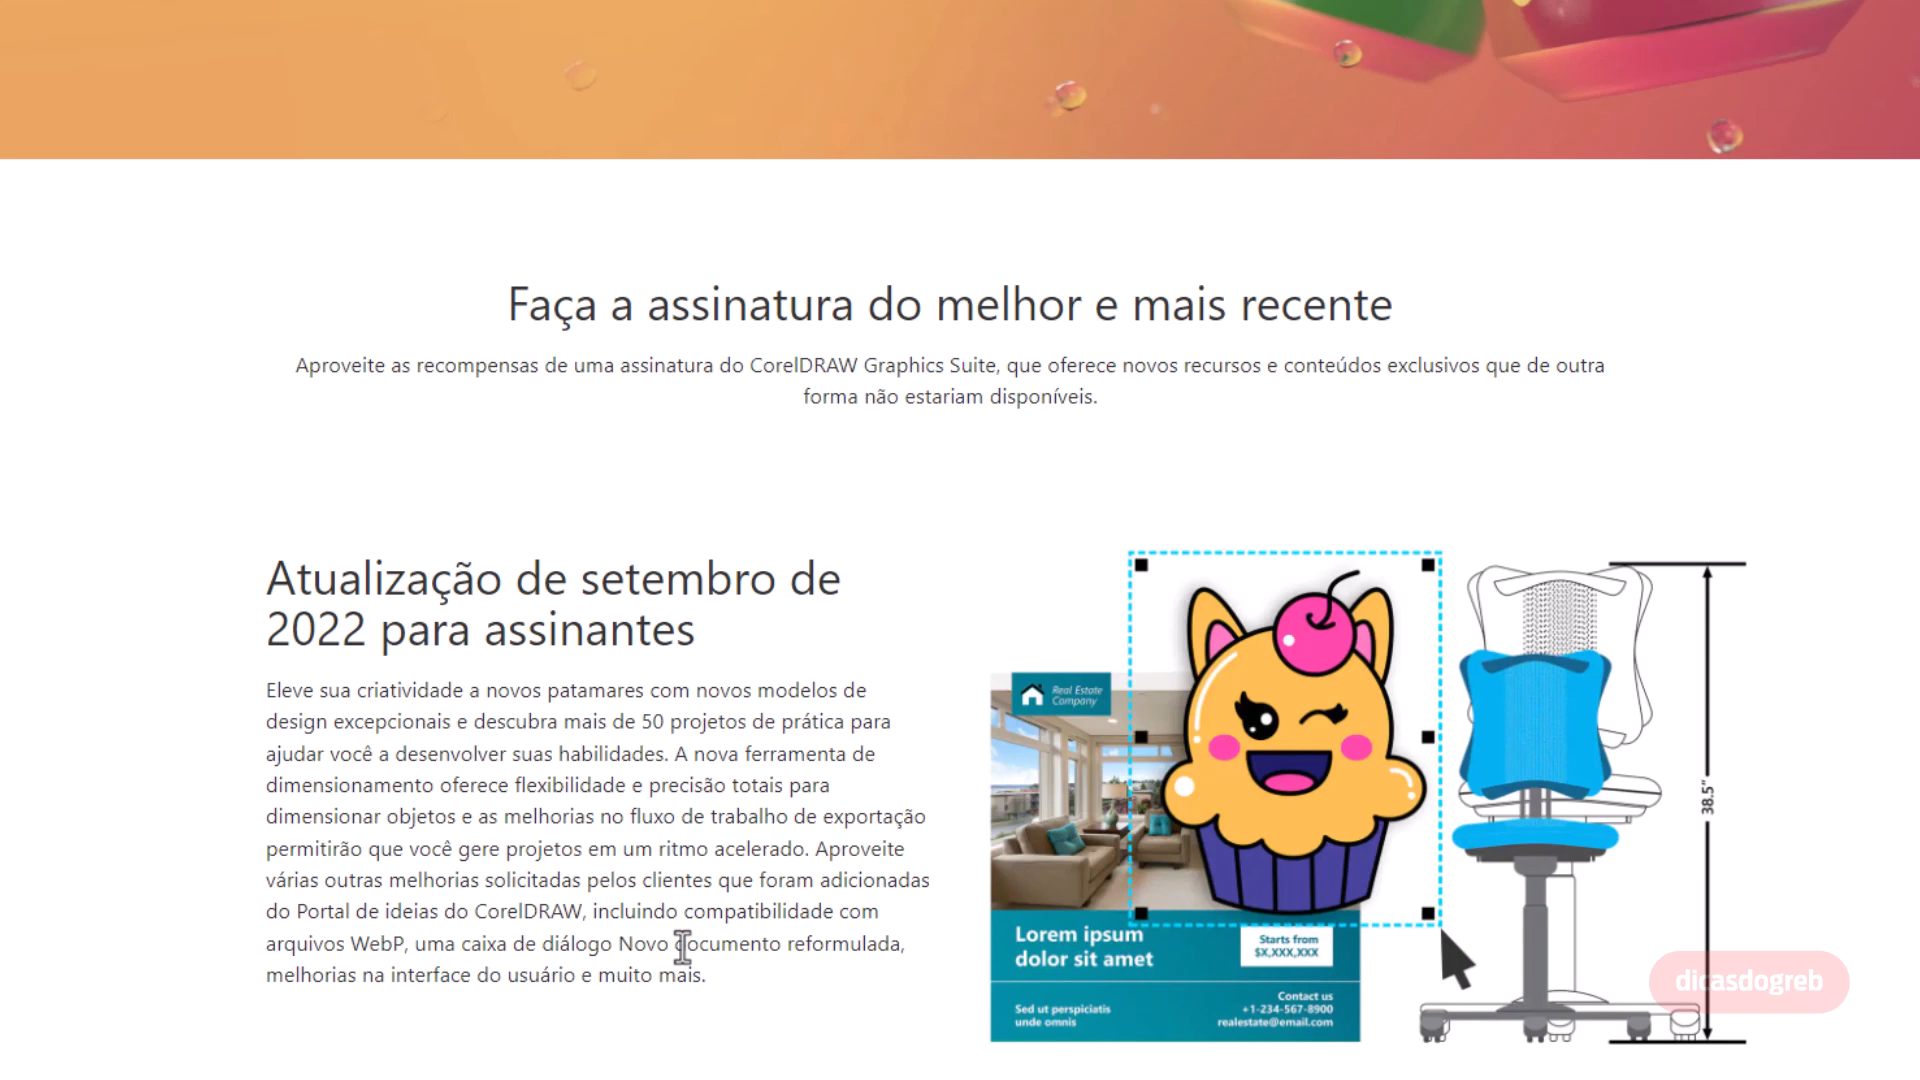 Faça a assinatura do melhor e mais recente
Aproveite as recompensas de uma assinatura do CorelDRAW Graphics Suite, que oferece novos recursos e conteúdos exclusivos que de outra
forma não estariam disponíveis.
Atualização de setembro de
2022 para assinantes
Eleve sua criatividade a novos patamares com novos modelos de
design excepcionais e descubra mais de 50 projetos de prática para
ajudar você a desenvolver suas habilidades. A nova ferramenta de
dimensionamento oferece flexibilidade e precisão totais para
dimensionar objetos e as melhorias no fluxo de trabalho de exportação
permitirão que você gere projetos em um ritmo acelerado. Aproveite
várias outras melhorias solicitadas pelos clientes que foram adicionadas
do Portal de ideias do CorelDRAW, incluindo compatibilidade com
arquivos WebP, uma caixa de diálogo Novo documento reformulada,
melhorias na interface do usuário e muito mais.
Real Estate
Company
Lorem ipsum
dolor sit amet
Starts from
$X,XXX,XXX
Sed ut perspiciatis
unde omnis
Contact us
+1-234-567-8900
realestate@email.com
38.5"
dicasdogreb